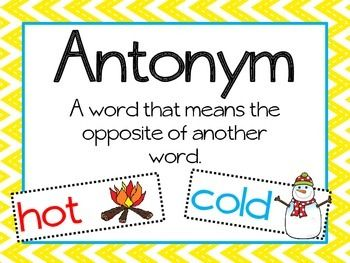 Antonym
A word that means the
opposite of another
word.
hot
cold